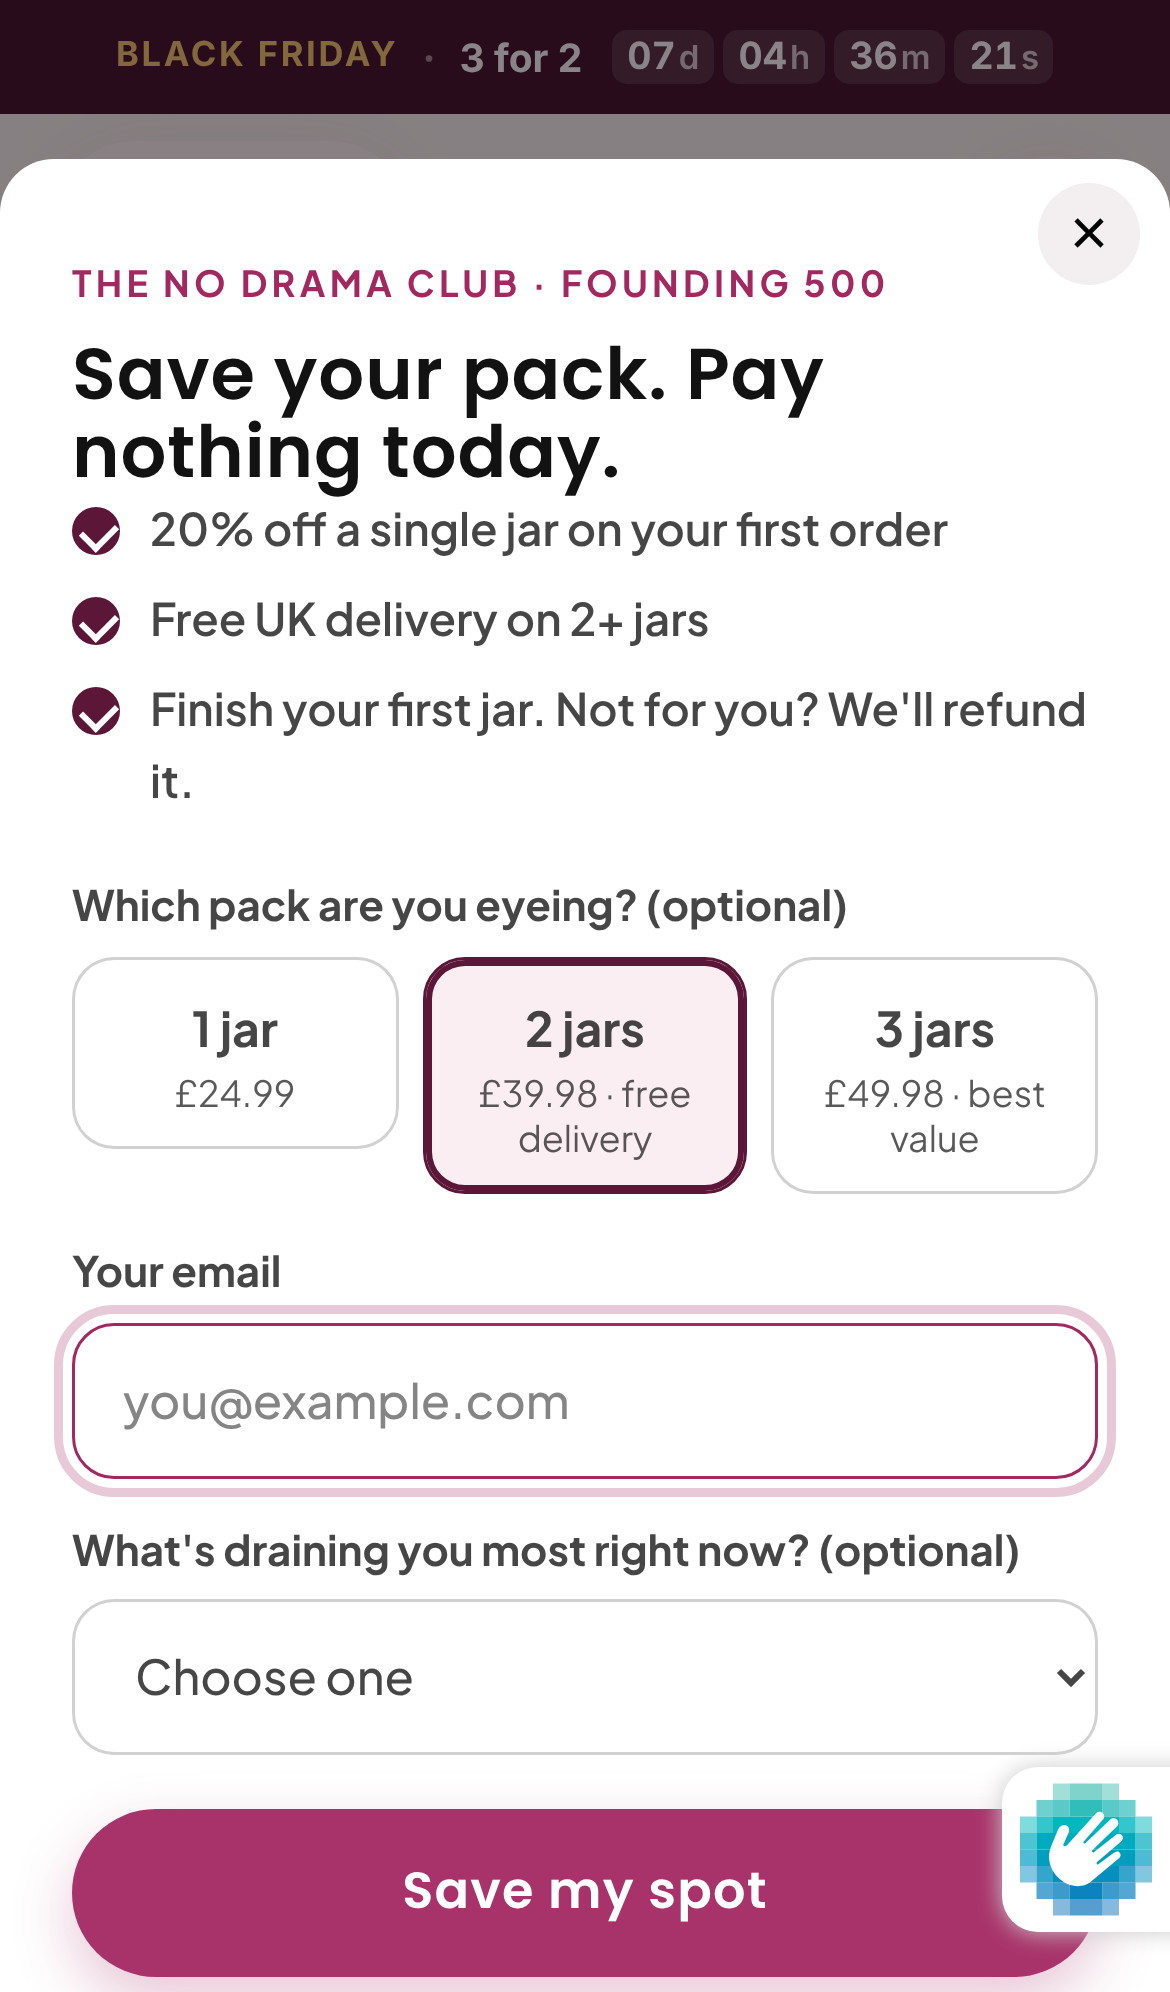 BLACK FRIDAY · 3 for 2 07d 04h 36m 21s
THE NO DRAMA CLUB · FOUNDING 500
Save your pack. Pay
nothing today.
20% off a single jar on your first order
Free UK delivery on 2+ jars
Finish your first jar. Not for you? We'll refund
it.
Which pack are you eyeing? (optional)
1 jar
£24.99
2 jars
£39.98 · free
delivery
3 jars
£49.98 · best
value
Your email
you@example.com
What's draining you most right now? (optional)
Choose one
Save my spot